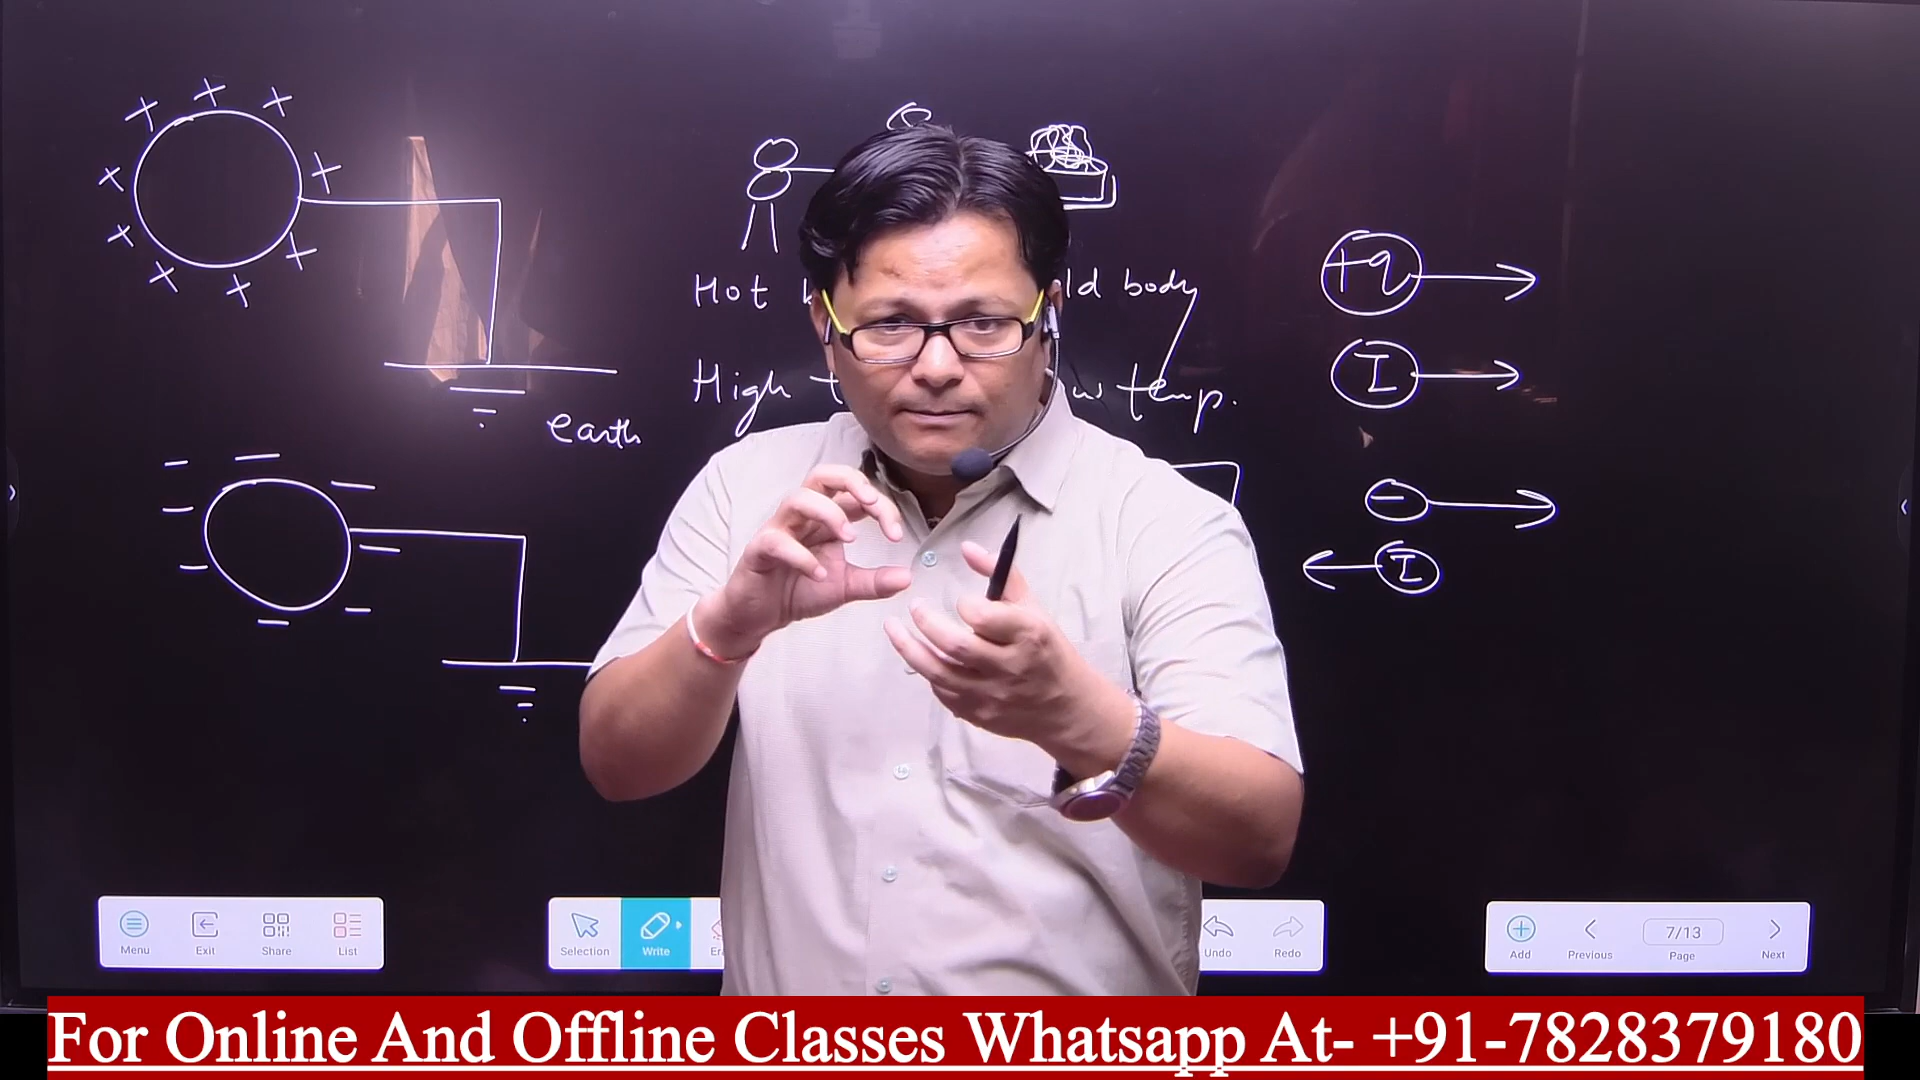 + + +
+ +
+ +
+ +
Hot ld body
+q
High temp.
I
earth
-
I
Menu Exit Share List
Selection Write Undo Redo
Add Previous 7/13 Page Next
For Online And Offline Classes Whatsapp At- +91-7828379180